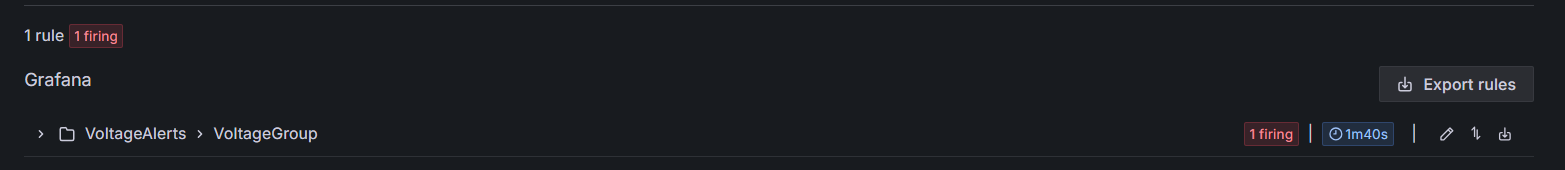 1 rule 1 firing
Grafana
Export rules
VoltageAlerts > VoltageGroup 1 firing | 1m40s |